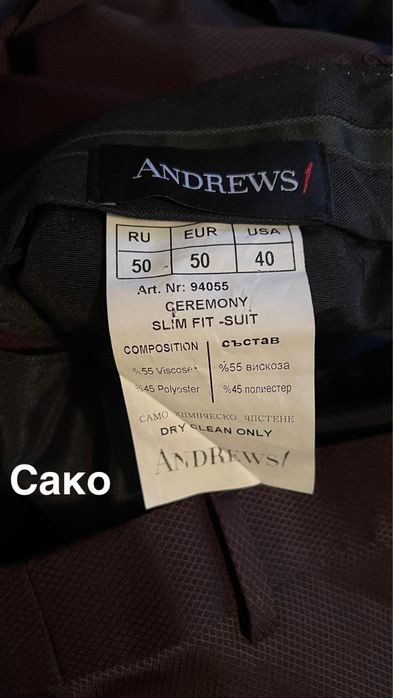 ANDREWS/
RU EUR USA
50 50 40
Art. Nr: 94055
CEREMONY
SLIM FIT -SUIT
COMPOSITION СЪСТАВ
%55 Viscose %55 вискоза
%45 Polyester %45 полиестер
САМО ХИМИЧЕСКО ЧИСТЕНЕ
DRY CLEAN ONLY
ANDREWS/
Сако